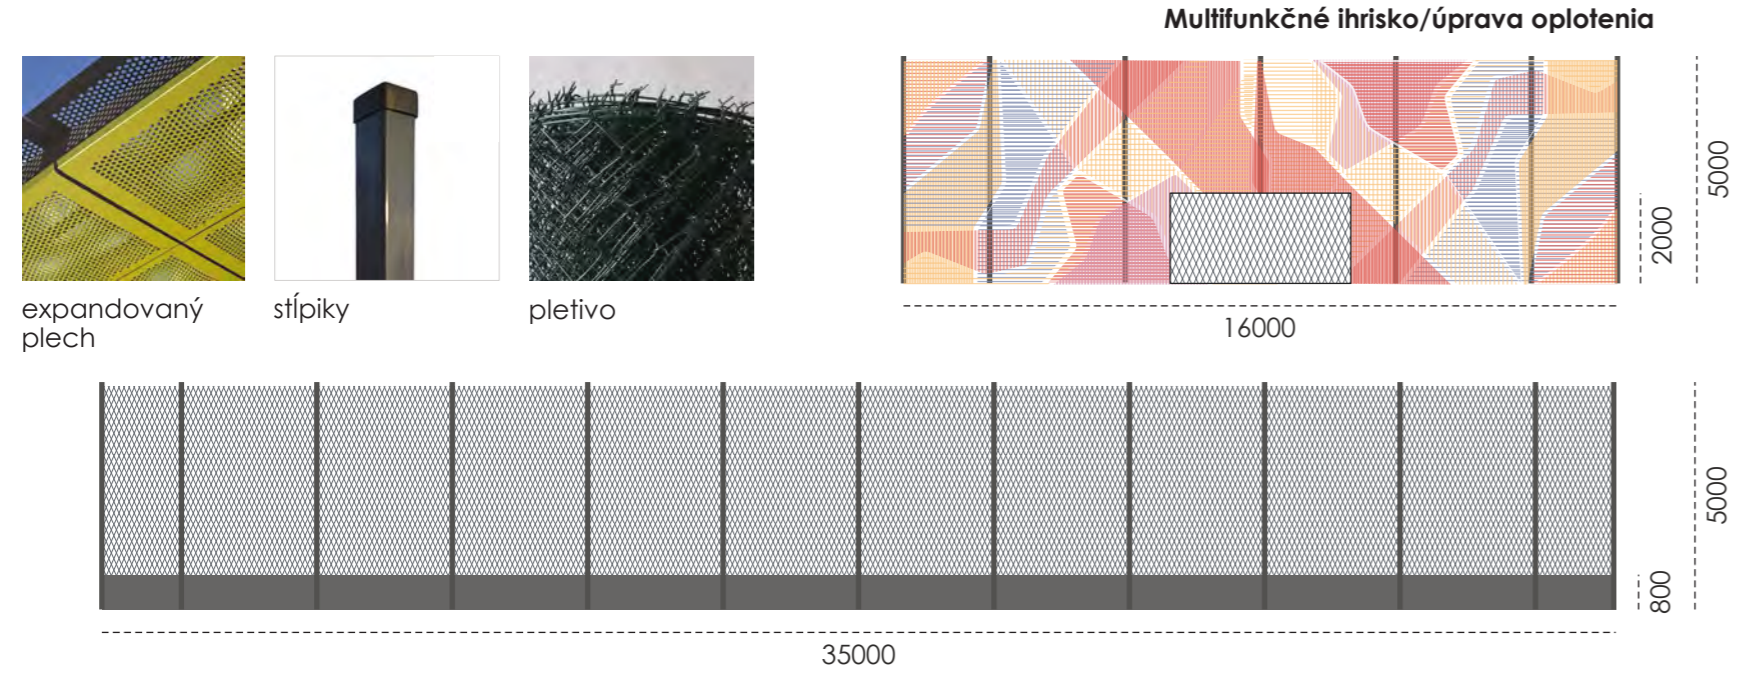 Multifunkčné ihrisko/úprava oplotenia
expandovaný
plech
stĺpiky
pletivo
5000
2000
16000
5000
800
35000